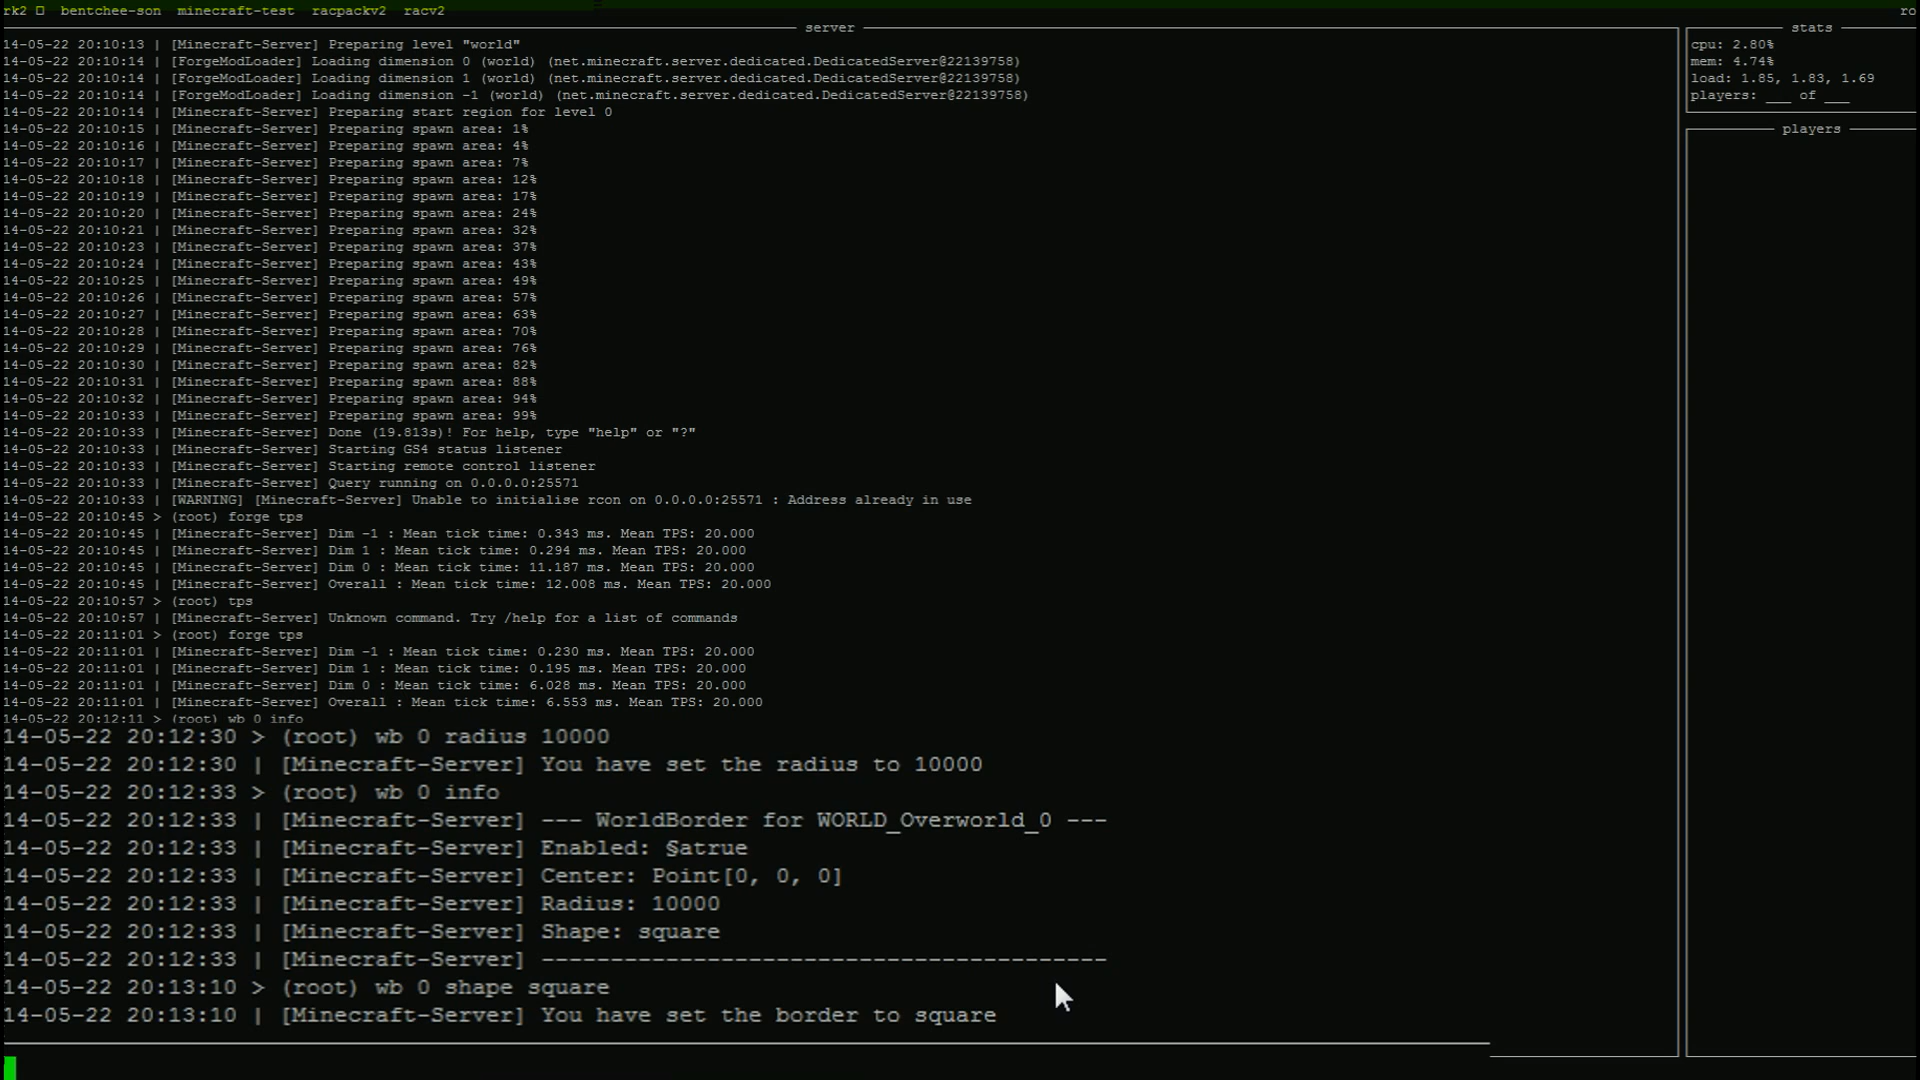 rk2 bentchee-son minecraft-test racpackv2 racv2 ro
server
14-05-22 20:10:13 | [Minecraft-Server] Preparing level "world"
14-05-22 20:10:14 | [ForgeModLoader] Loading dimension 0 (world) (net.minecraft.server.dedicated.DedicatedServer@22139758)
14-05-22 20:10:14 | [ForgeModLoader] Loading dimension 1 (world) (net.minecraft.server.dedicated.DedicatedServer@22139758)
14-05-22 20:10:14 | [ForgeModLoader] Loading dimension -1 (world) (net.minecraft.server.dedicated.DedicatedServer@22139758)
14-05-22 20:10:14 | [Minecraft-Server] Preparing start region for level 0
14-05-22 20:10:15 | [Minecraft-Server] Preparing spawn area: 1%
14-05-22 20:10:16 | [Minecraft-Server] Preparing spawn area: 4%
14-05-22 20:10:17 | [Minecraft-Server] Preparing spawn area: 7%
14-05-22 20:10:18 | [Minecraft-Server] Preparing spawn area: 12%
14-05-22 20:10:19 | [Minecraft-Server] Preparing spawn area: 17%
14-05-22 20:10:20 | [Minecraft-Server] Preparing spawn area: 24%
14-05-22 20:10:21 | [Minecraft-Server] Preparing spawn area: 32%
14-05-22 20:10:23 | [Minecraft-Server] Preparing spawn area: 37%
14-05-22 20:10:24 | [Minecraft-Server] Preparing spawn area: 43%
14-05-22 20:10:25 | [Minecraft-Server] Preparing spawn area: 49%
14-05-22 20:10:26 | [Minecraft-Server] Preparing spawn area: 57%
14-05-22 20:10:27 | [Minecraft-Server] Preparing spawn area: 63%
14-05-22 20:10:28 | [Minecraft-Server] Preparing spawn area: 70%
14-05-22 20:10:29 | [Minecraft-Server] Preparing spawn area: 76%
14-05-22 20:10:30 | [Minecraft-Server] Preparing spawn area: 82%
14-05-22 20:10:31 | [Minecraft-Server] Preparing spawn area: 88%
14-05-22 20:10:32 | [Minecraft-Server] Preparing spawn area: 94%
14-05-22 20:10:33 | [Minecraft-Server] Preparing spawn area: 99%
14-05-22 20:10:33 | [Minecraft-Server] Done (19.813s)! For help, type "help" or "?"
14-05-22 20:10:33 | [Minecraft-Server] Starting GS4 status listener
14-05-22 20:10:33 | [Minecraft-Server] Starting remote control listener
14-05-22 20:10:33 | [Minecraft-Server] Query running on 0.0.0.0:25571
14-05-22 20:10:33 | [WARNING] [Minecraft-Server] Unable to initialise rcon on 0.0.0.0:25571 : Address already in use
14-05-22 20:10:45 > (root) forge tps
14-05-22 20:10:45 | [Minecraft-Server] Dim -1 : Mean tick time: 0.343 ms. Mean TPS: 20.000
14-05-22 20:10:45 | [Minecraft-Server] Dim 1 : Mean tick time: 0.294 ms. Mean TPS: 20.000
14-05-22 20:10:45 | [Minecraft-Server] Dim 0 : Mean tick time: 11.187 ms. Mean TPS: 20.000
14-05-22 20:10:45 | [Minecraft-Server] Overall : Mean tick time: 12.008 ms. Mean TPS: 20.000
14-05-22 20:10:57 > (root) tps
14-05-22 20:10:57 | [Minecraft-Server] Unknown command. Try /help for a list of commands
14-05-22 20:11:01 > (root) forge tps
14-05-22 20:11:01 | [Minecraft-Server] Dim -1 : Mean tick time: 0.230 ms. Mean TPS: 20.000
14-05-22 20:11:01 | [Minecraft-Server] Dim 1 : Mean tick time: 0.195 ms. Mean TPS: 20.000
14-05-22 20:11:01 | [Minecraft-Server] Dim 0 : Mean tick time: 6.028 ms. Mean TPS: 20.000
14-05-22 20:11:01 | [Minecraft-Server] Overall : Mean tick time: 6.553 ms. Mean TPS: 20.000
14-05-22 20:12:11 > (root) wb 0 info
14-05-22 20:12:30 > (root) wb 0 radius 10000
14-05-22 20:12:30 | [Minecraft-Server] You have set the radius to 10000
14-05-22 20:12:33 > (root) wb 0 info
14-05-22 20:12:33 | [Minecraft-Server] --- WorldBorder for WORLD_Overworld_0 ---
14-05-22 20:12:33 | [Minecraft-Server] Enabled: §atrue
14-05-22 20:12:33 | [Minecraft-Server] Center: Point[0, 0, 0]
14-05-22 20:12:33 | [Minecraft-Server] Radius: 10000
14-05-22 20:12:33 | [Minecraft-Server] Shape: square
14-05-22 20:12:33 | [Minecraft-Server] -----------------------------------------
14-05-22 20:13:10 > (root) wb 0 shape square
14-05-22 20:13:10 | [Minecraft-Server] You have set the border to square
stats
cpu: 2.80%
mem: 4.74%
load: 1.85, 1.83, 1.69
players: ___ of ___
players